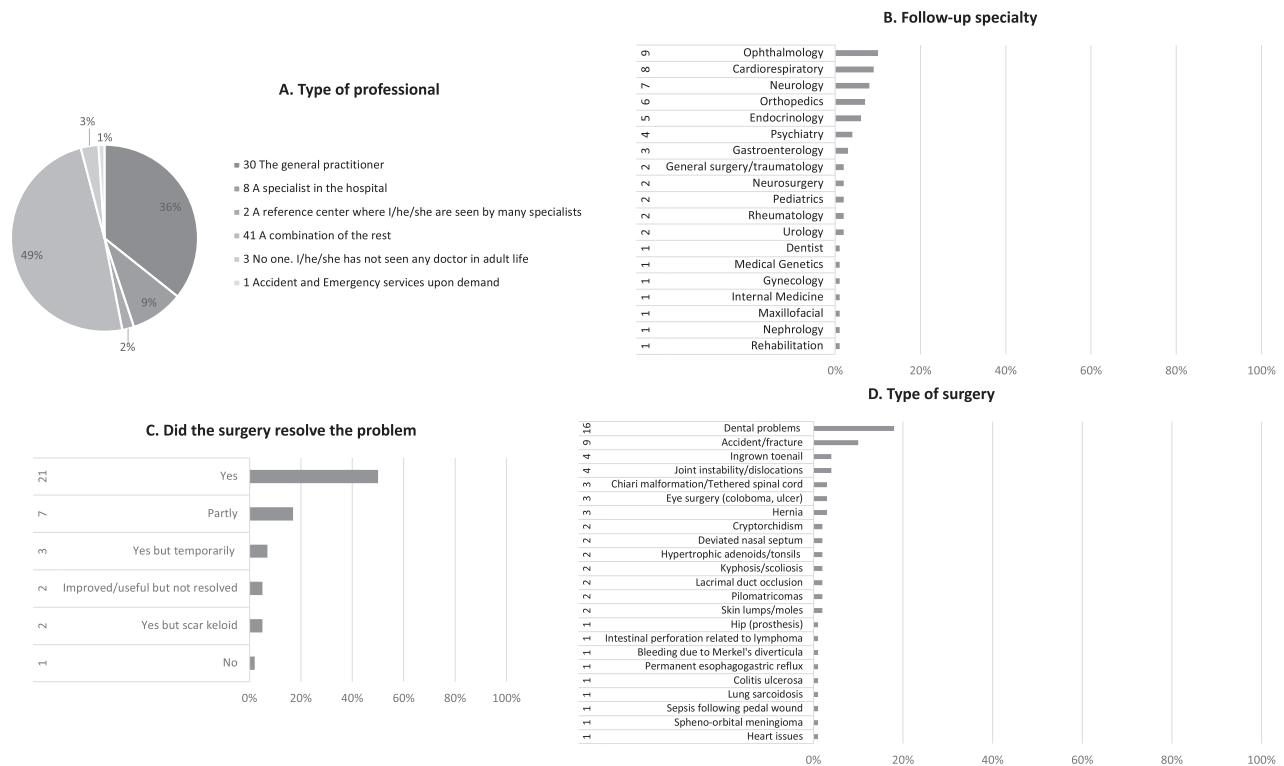 A. Type of professional
3%
1%
36%
49%
9%
2%
30 The general practitioner
8 A specialist in the hospital
2 A reference center where I/he/she are seen by many specialists
41 A combination of the rest
3 No one. I/he/she has not seen any doctor in adult life
1 Accident and Emergency services upon demand
B. Follow-up specialty
9 Ophthalmology
8 Cardiorespiratory
7 Neurology
6 Orthopedics
5 Endocrinology
4 Psychiatry
3 Gastroenterology
2 General surgery/traumatology
2 Neurosurgery
2 Pediatrics
2 Rheumatology
2 Urology
1 Dentist
1 Medical Genetics
1 Gynecology
1 Internal Medicine
1 Maxillofacial
1 Nephrology
1 Rehabilitation
0% 20% 40% 60% 80% 100%
C. Did the surgery resolve the problem
21 Yes
7 Partly
3 Yes but temporarily
2 Improved/useful but not resolved
2 Yes but scar keloid
1 No
0% 20% 40% 60% 80% 100%
D. Type of surgery
16 Dental problems
9 Accident/fracture
4 Ingrown toenail
4 Joint instability/dislocations
3 Chiari malformation/Tethered spinal cord
3 Eye surgery (coloboma, ulcer)
3 Hernia
2 Cryptorchidism
2 Deviated nasal septum
2 Hypertrophic adenoids/tonsils
2 Kyphosis/scoliosis
2 Lacrimal duct occlusion
2 Pilomatricomas
2 Skin lumps/moles
1 Hip (prosthesis)
1 Intestinal perforation related to lymphoma
1 Bleeding due to Merkel's diverticula
1 Permanent esophagogastric reflux
1 Colitis ulcerosa
1 Lung sarcoidosis
1 Sepsis following pedal wound
1 Spheno-orbital meningioma
1 Heart issues
0% 20% 40% 60% 80% 100%